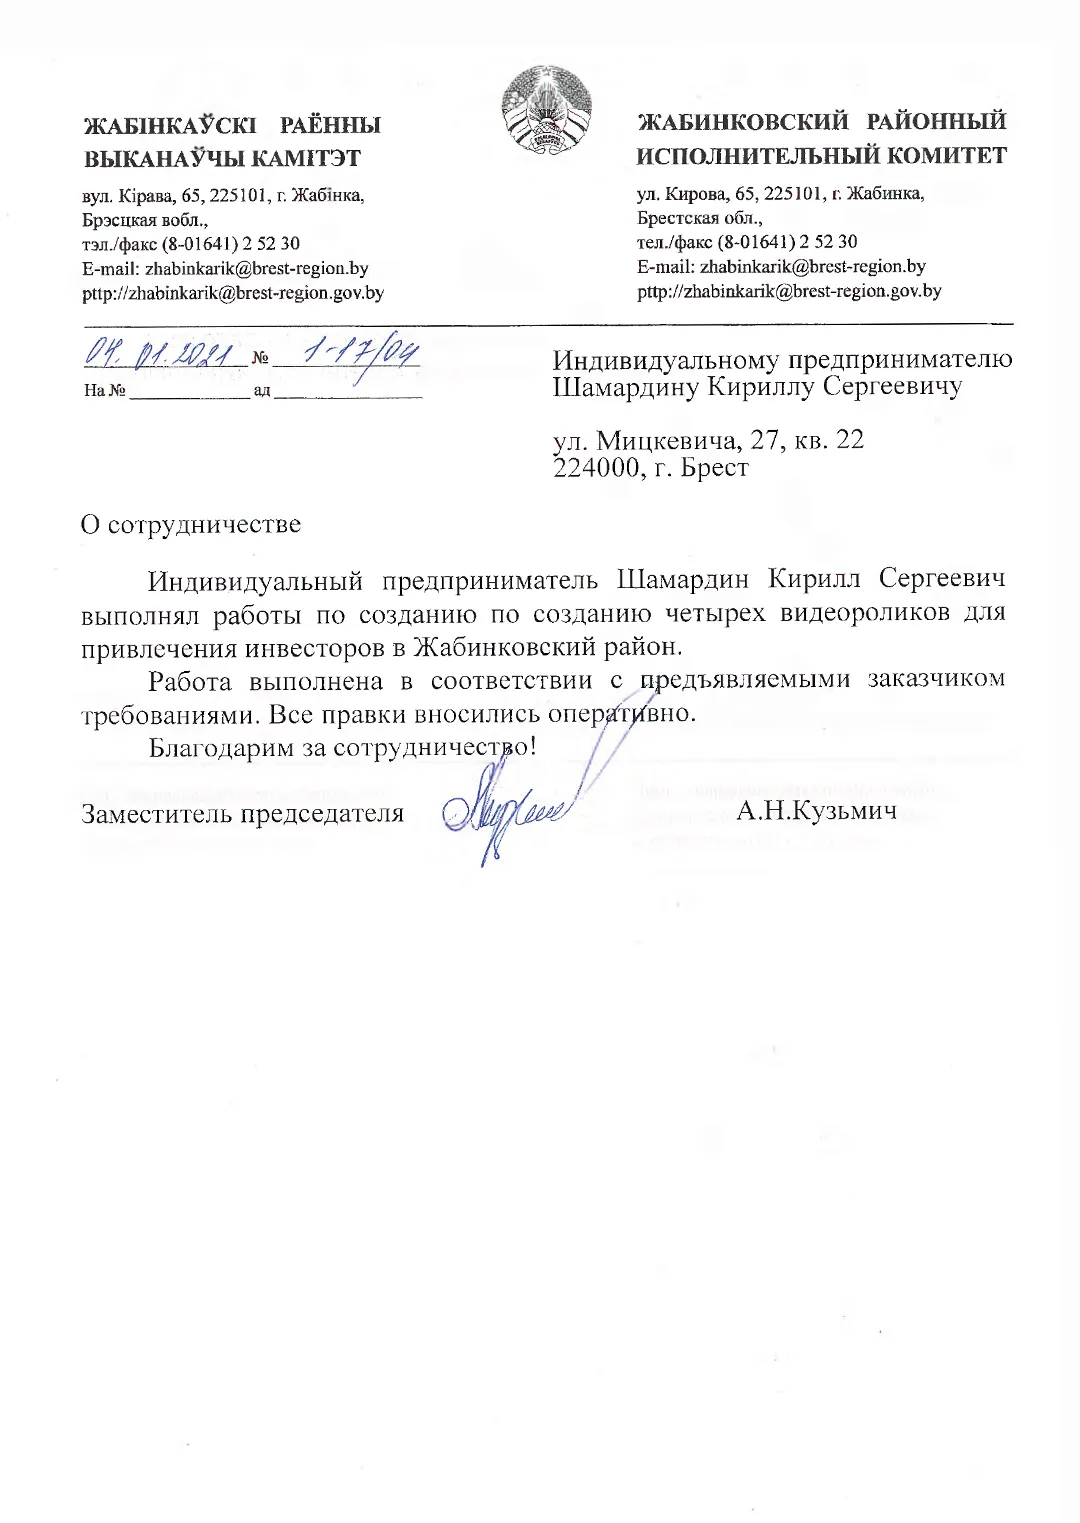 ЖАБІНКАЎСКІ РАЁННЫ
ВЫКАНАЎЧЫ КАМІТЭТ
вул. Кірава, 65, 225101, г. Жабінка,
Брэсцкая вобл.,
тэл./факс (8-01641) 2 52 30
E-mail: zhabinkarik@brest-region.by
pttp://zhabinkarik@brest-region.gov.by
ЖАБИНКОВСКИЙ РАЙОННЫЙ
ИСПОЛНИТЕЛЬНЫЙ КОМИТЕТ
ул. Кирова, 65, 225101, г. Жабинка,
Брестская обл.,
тел./факс (8-01641) 2 52 30
E-mail: zhabinkarik@brest-region.by
pttp://zhabinkarik@brest-region.gov.by
04.01.2021 № 1-17/04
На № ____________ ад ____________
Индивидуальному предпринимателю
Шамардину Кириллу Сергеевичу
ул. Мицкевича, 27, кв. 22
224000, г. Брест
О сотрудничестве
Индивидуальный предприниматель Шамардин Кирилл Сергеевич
выполнял работы по созданию по созданию четырех видеороликов для
привлечения инвесторов в Жабинковский район.
Работа выполнена в соответствии с предъявляемыми заказчиком
требованиями. Все правки вносились оперативно.
Благодарим за сотрудничество!
Заместитель председателя А.Н.Кузьмич